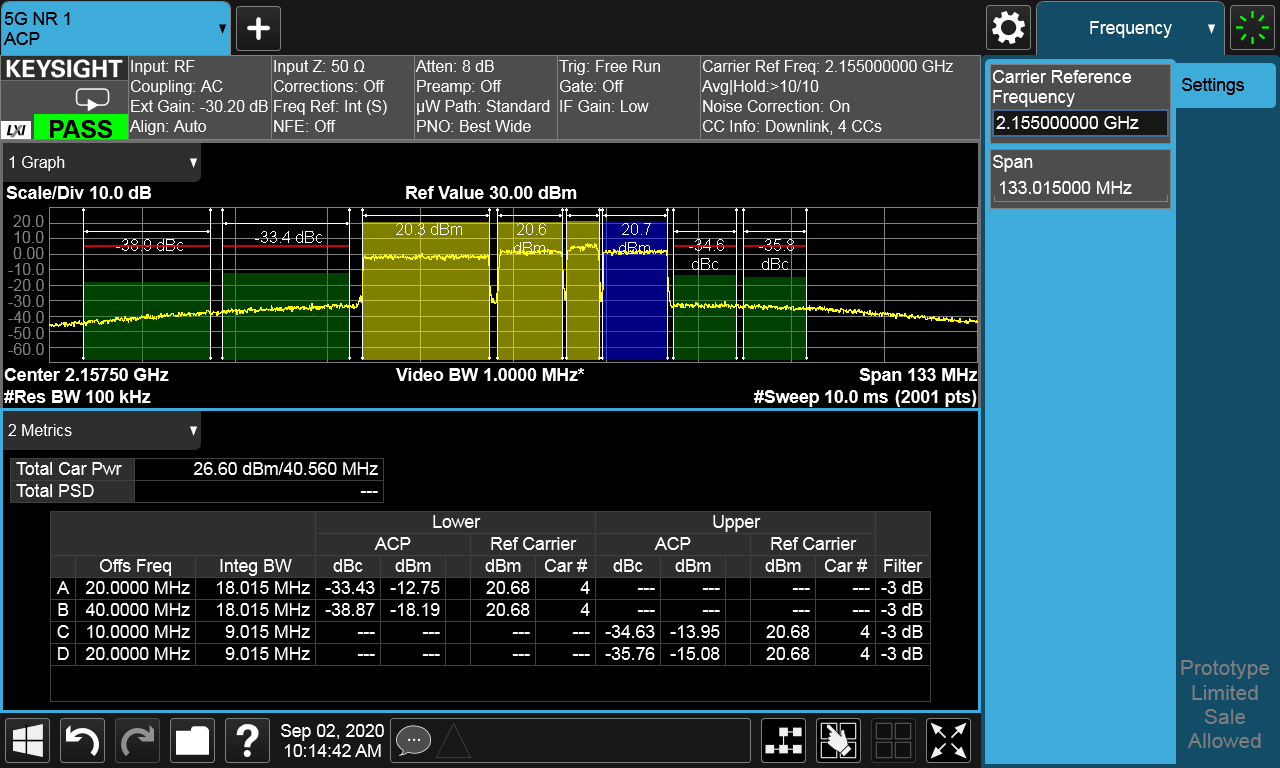 5G NR 1
ACP
Frequency
KEYSIGHT
LXI
PASS
Input: RF
Coupling: AC
Ext Gain: -30.20 dB
Align: Auto
Input Z: 50 Ω
Corrections: Off
Freq Ref: Int (S)
NFE: Off
Atten: 8 dB
Preamp: Off
µW Path: Standard
PNO: Best Wide
Trig: Free Run
Gate: Off
IF Gain: Low
Carrier Ref Freq: 2.155000000 GHz
Avg|Hold:>10/10
Noise Correction: On
CC Info: Downlink, 4 CCs
Carrier Reference
Frequency
2.155000000 GHz
Span
133.015000 MHz
Settings
1 Graph
Scale/Div 10.0 dB
Ref Value 30.00 dBm
20.0
10.0
0.00
-10.0
-20.0
-30.0
-40.0
-50.0
-60.0
-38.9 dBc
-33.4 dBc
20.3 dBm
20.6
dBm
20.7
dBm
-34.6
dBc
-35.8
dBc
Center 2.15750 GHz
Video BW 1.0000 MHz*
Span 133 MHz
#Res BW 100 kHz
#Sweep 10.0 ms (2001 pts)
2 Metrics
Total Car Pwr 26.60 dBm/40.560 MHz
Total PSD ---
Lower Upper
ACP Ref Carrier ACP Ref Carrier
Offs Freq Integ BW dBc dBm dBm Car # dBc dBm dBm Car # Filter
A 20.0000 MHz 18.015 MHz -33.43 -12.75 20.68 4 --- --- --- --- -3 dB
B 40.0000 MHz 18.015 MHz -38.87 -18.19 20.68 4 --- --- --- --- -3 dB
C 10.0000 MHz 9.015 MHz --- --- --- --- -34.63 -13.95 20.68 4 -3 dB
D 20.0000 MHz 9.015 MHz --- --- --- --- -35.76 -15.08 20.68 4 -3 dB
Prototype
Limited
Sale
Allowed
Sep 02, 2020
10:14:42 AM